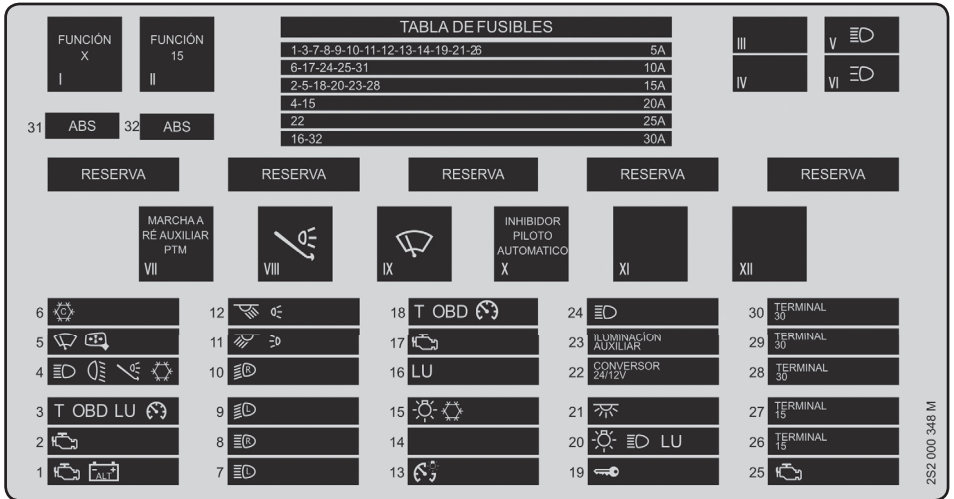 FUNCIÓN
X
I
FUNCIÓN
15
II
TABLA DE FUSIBLES
1-3-7-8-9-10-11-12-13-14-19-21-26 5A
6-17-24-25-31 10A
2-5-18-20-23-28 15A
4-15 20A
22 25A
16-32 30A
III
V
IV
VI
31 ABS 32 ABS
RESERVA RESERVA RESERVA RESERVA RESERVA
MARCHA A
RÉ AUXILIAR
PTM
VII
VIII
IX
INHIBIDOR
PILOTO
AUTOMATICO
X
XI
XII
6 C
5
4
3 T OBD LU
2
1 - ALT +
12
11
10 R
9 L
8 R
7 L
18 T OBD
17
16 LU
15
14
13
24
23 ILUMINACÍON
AUXILIAR
22 CONVERSOR
24/12V
21
20 LU
19
30 TERMINAL
30
29 TERMINAL
30
28 TERMINAL
30
27 TERMINAL
15
26 TERMINAL
15
25
2S2 000 348 M